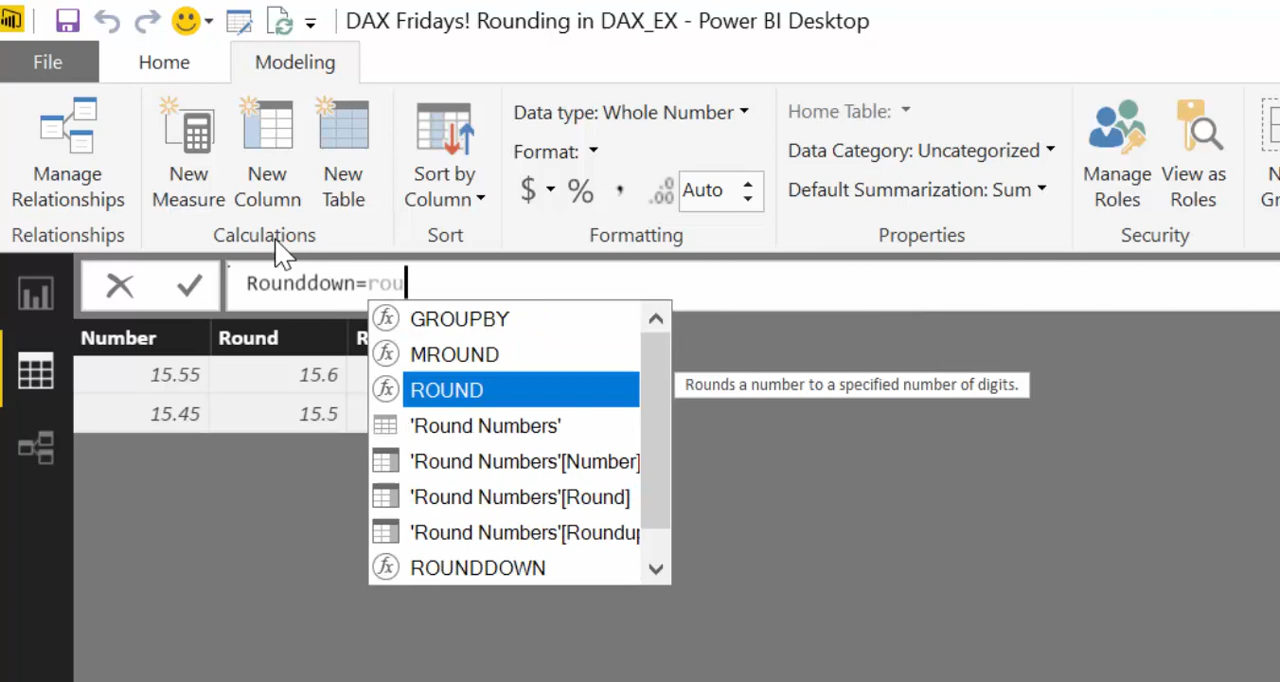 DAX Fridays! Rounding in DAX_EX - Power BI Desktop
File Home Modeling
Data type: Whole Number
Format:
$ % , .00 Auto
Home Table:
Data Category: Uncategorized
Default Summarization: Sum
Manage Relationships
New Measure
New Column
New Table
Sort by Column
Manage Roles
View as Roles
Relationships Calculations Sort Formatting Properties Security
Rounddown=rou
Number Round R
15.55 15.6
15.45 15.5
GROUPBY
MROUND
ROUND
Rounds a number to a specified number of digits.
'Round Numbers'
'Round Numbers'[Number]
'Round Numbers'[Round]
'Round Numbers'[Roundup
ROUNDDOWN